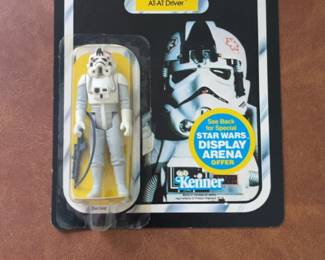 AT-AT Driver
See Back
for Special
STAR WARS
DISPLAY
ARENA
OFFER
Kenner